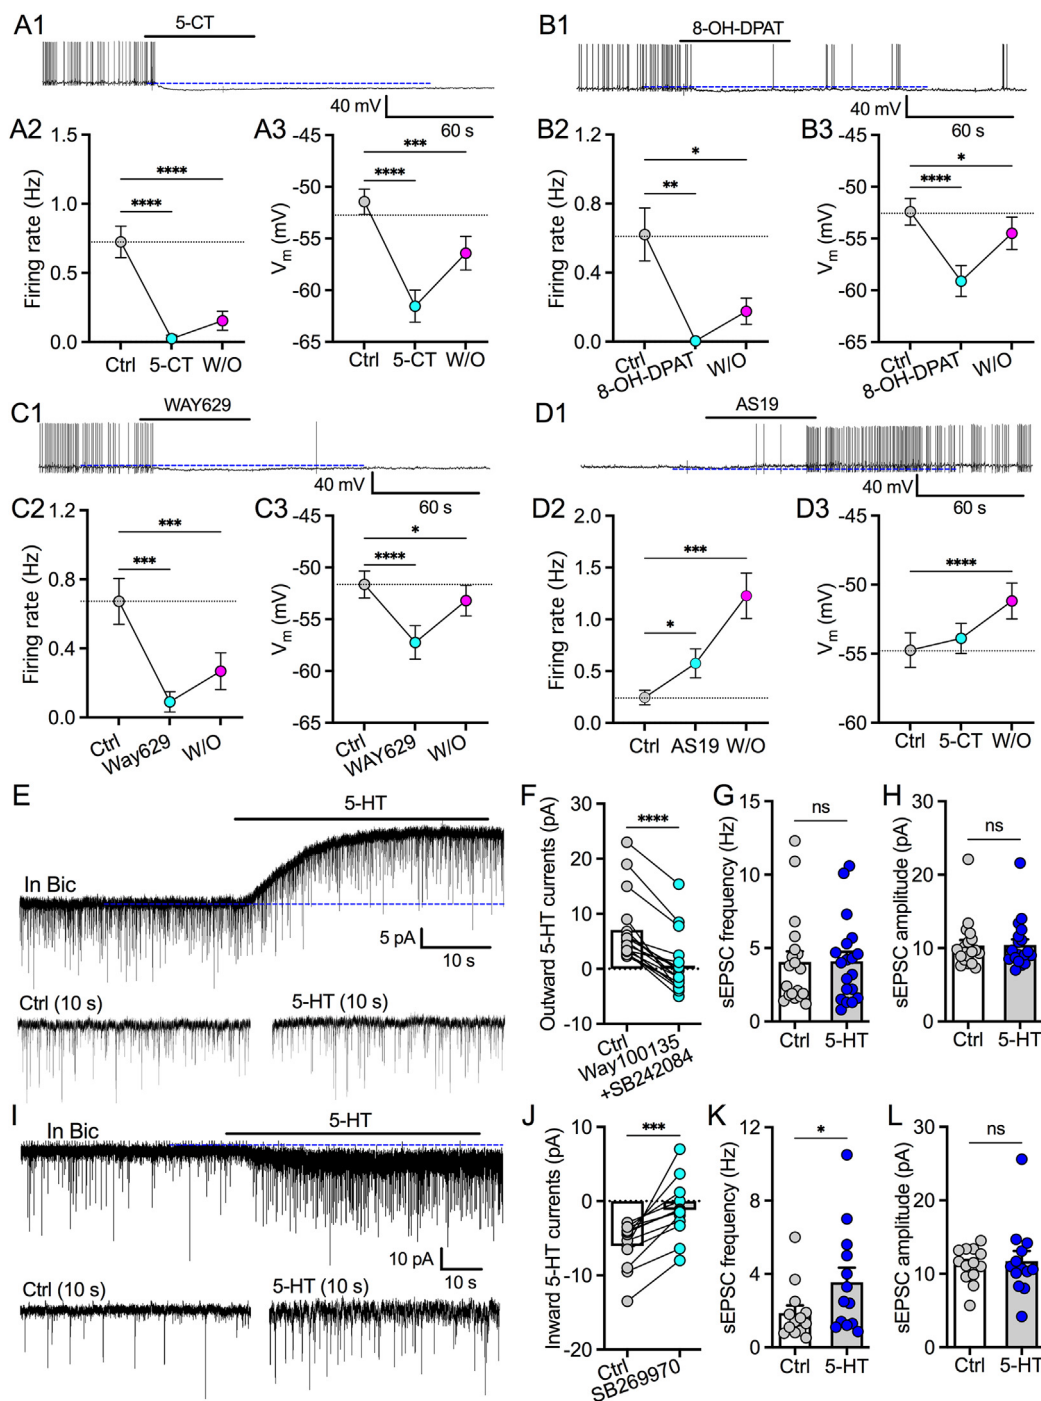 A1
5-CT
40 mV
60 s
B1
8-OH-DPAT
40 mV
60 s
A2
Firing rate (Hz)
1.5
1.0
0.5
0.0
****
****
Ctrl 5-CT W/O
A3
Vm (mV)
-45
-50
-55
-60
-65
***
****
Ctrl 5-CT W/O
B2
Firing rate (Hz)
1.2
0.8
0.4
0.0
*
**
Ctrl 8-OH-DPAT W/O
B3
Vm (mV)
-45
-50
-55
-60
-65
*
****
Ctrl 8-OH-DPAT W/O
C1
WAY629
40 mV
60 s
D1
AS19
40 mV
60 s
C2
Firing rate (Hz)
1.2
0.8
0.4
0.0
***
***
Ctrl Way629 W/O
C3
Vm (mV)
-45
-50
-55
-60
-65
*
****
Ctrl WAY629 W/O
D2
Firing rate (Hz)
2.0
1.5
1.0
0.5
0.0
***
*
Ctrl AS19 W/O
D3
Vm (mV)
-45
-50
-55
-60
****
Ctrl 5-CT W/O
E
5-HT
In Bic
5 pA
10 s
Ctrl (10 s)
5-HT (10 s)
F
Outward 5-HT currents (pA)
30
20
10
0
-10
****
Ctrl
Way100135
+SB242084
G
sEPSC frequency (Hz)
15
10
5
0
ns
Ctrl 5-HT
H
sEPSC amplitude (pA)
30
20
10
0
ns
Ctrl 5-HT
I
In Bic
5-HT
10 pA
10 s
Ctrl (10 s)
5-HT (10 s)
J
Inward 5-HT currents (pA)
10
0
-10
-20
***
Ctrl
SB269970
K
sEPSC frequency (Hz)
12
8
4
0
*
Ctrl 5-HT
L
sEPSC amplitude (pA)
30
20
10
0
ns
Ctrl 5-HT